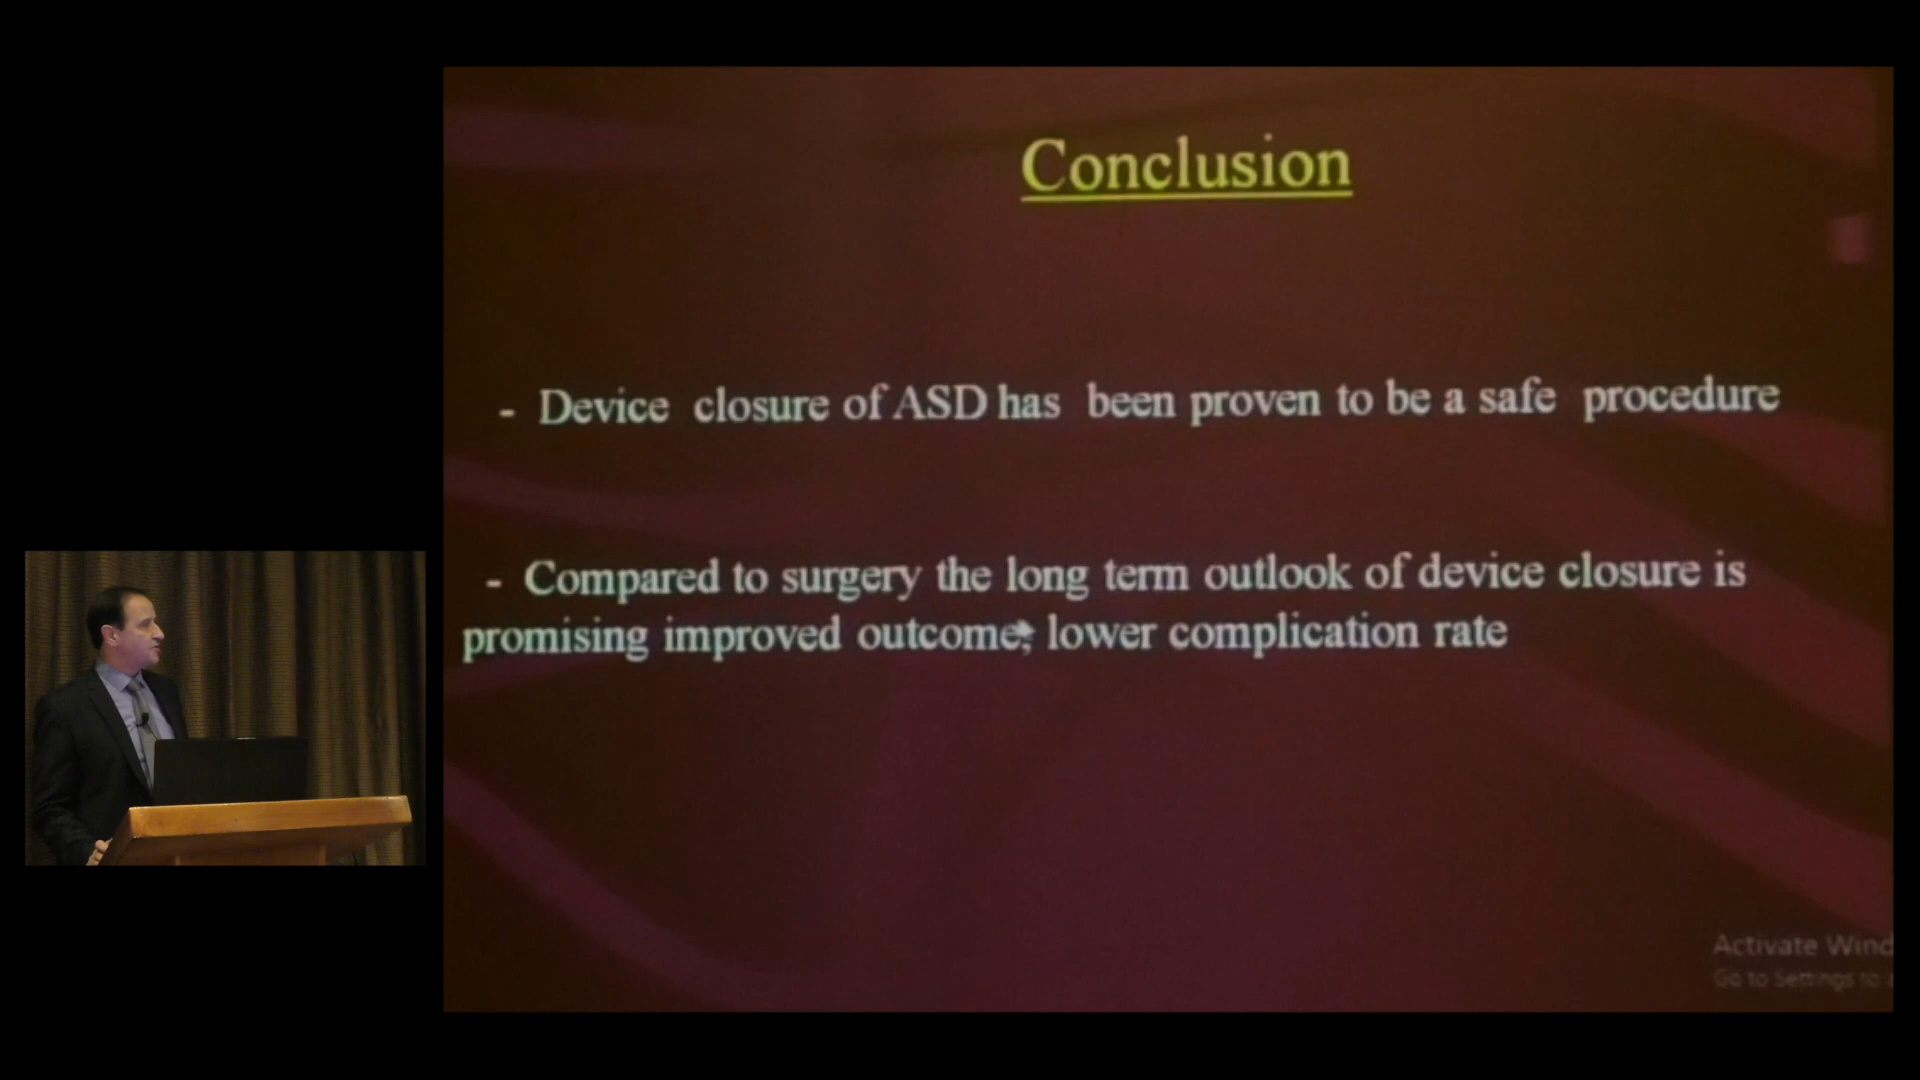 Conclusion
- Device closure of ASD has been proven to be a safe procedure
- Compared to surgery the long term outlook of device closure is
promising improved outcome, lower complication rate
Activate Wind
Go to Settings to a